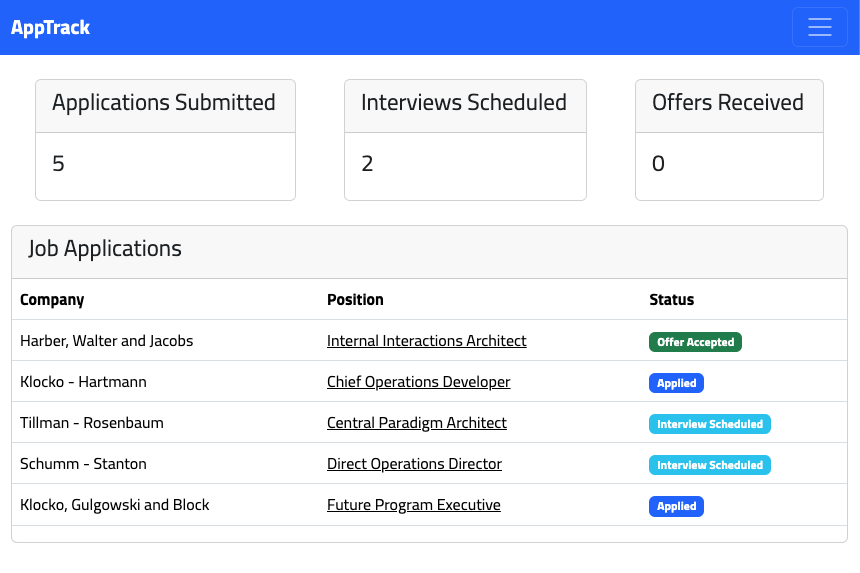 AppTrack
Applications Submitted
5
Interviews Scheduled
2
Offers Received
0
Job Applications
Company Position Status
Harber, Walter and Jacobs Internal Interactions Architect Offer Accepted
Klocko - Hartmann Chief Operations Developer Applied
Tillman - Rosenbaum Central Paradigm Architect Interview Scheduled
Schumm - Stanton Direct Operations Director Interview Scheduled
Klocko, Gulgowski and Block Future Program Executive Applied